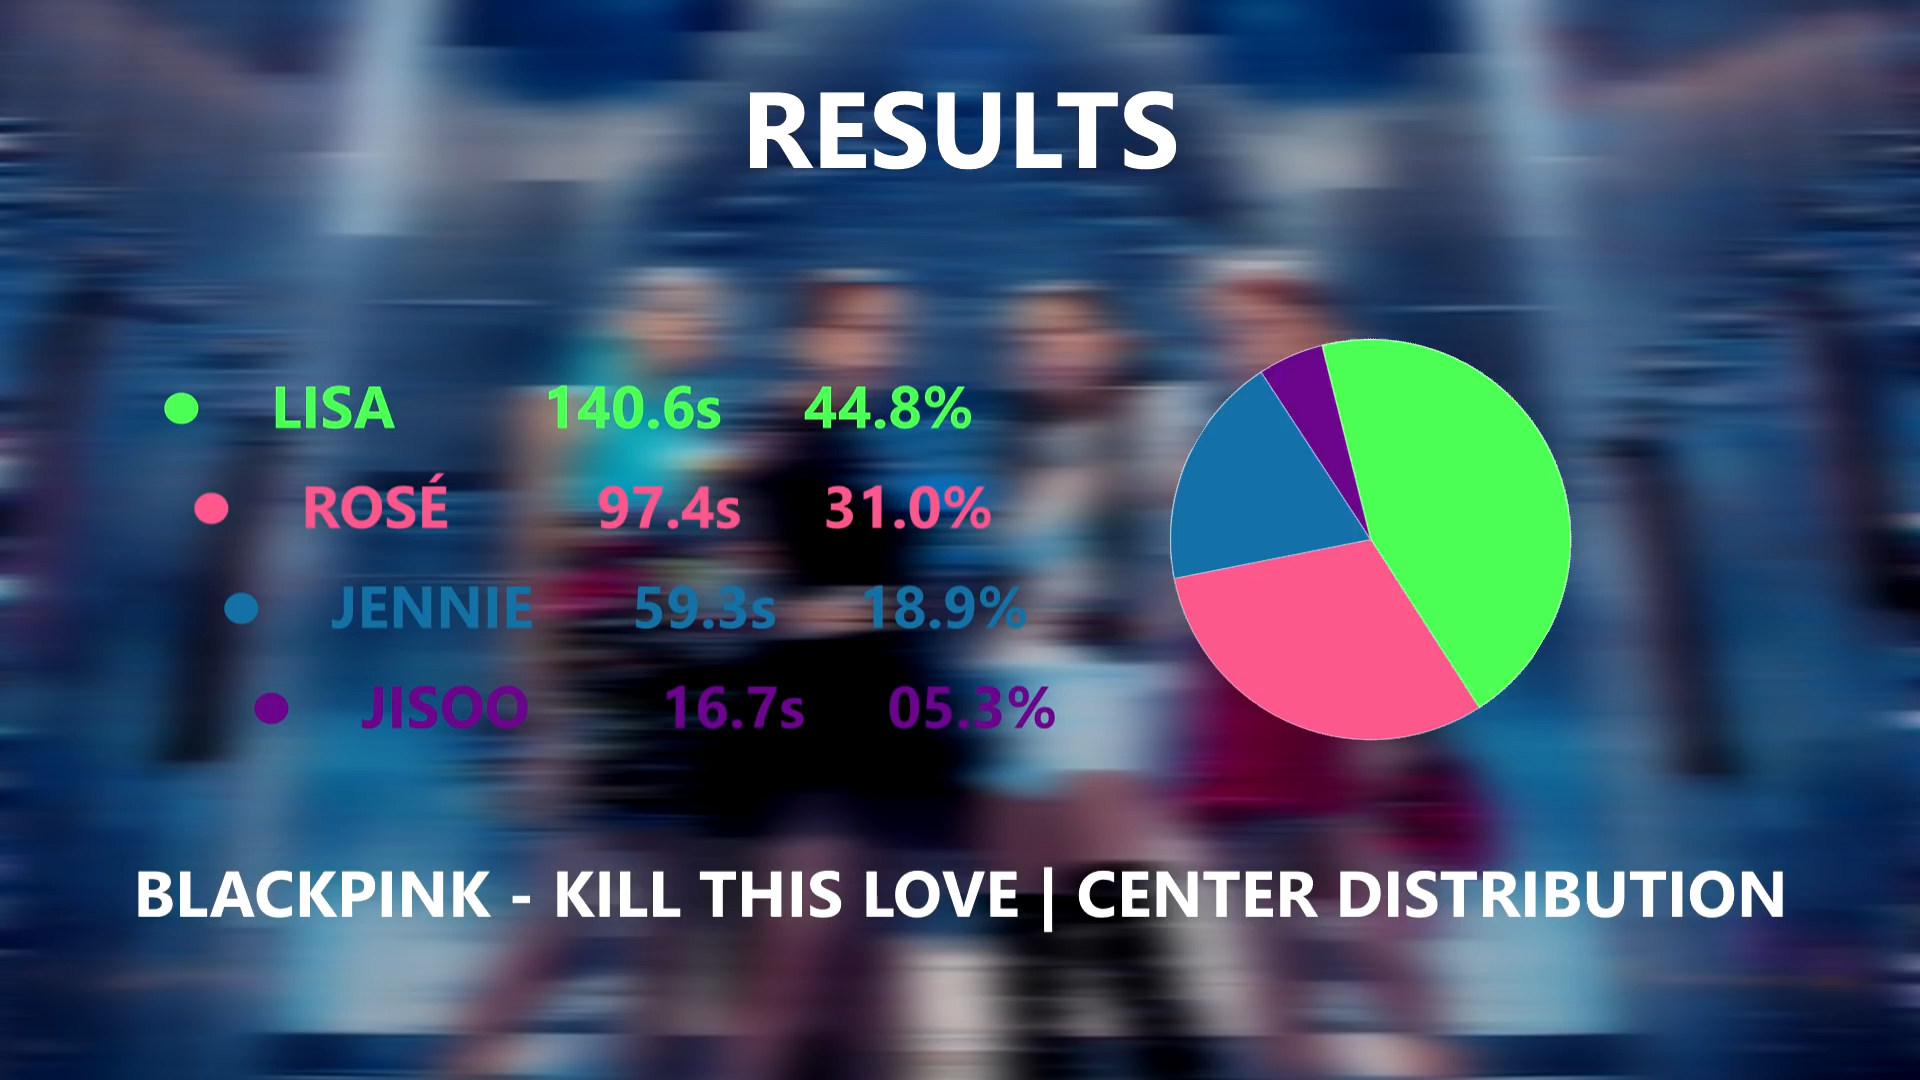 RESULTS
LISA 140.6s 44.8%
ROSÉ 97.4s 31.0%
JENNIE 59.3s 18.9%
JISOO 16.7s 05.3%
BLACKPINK - KILL THIS LOVE | CENTER DISTRIBUTION